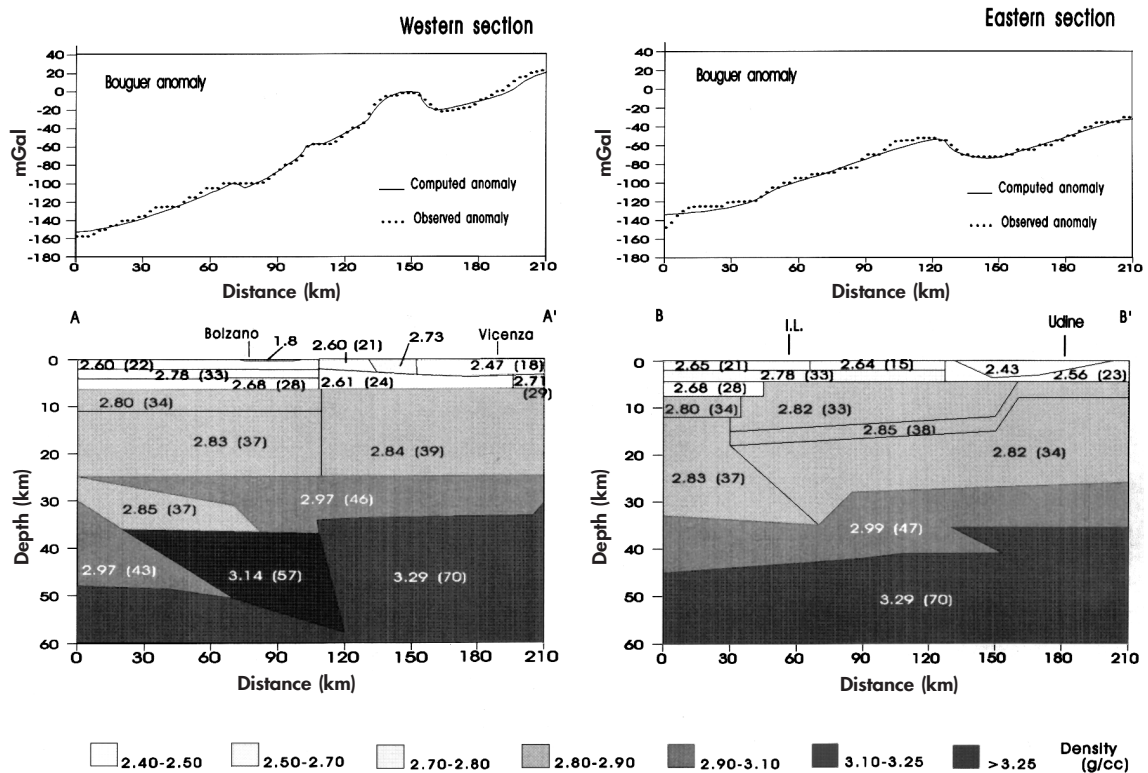 Western section
Eastern section
40
20
0
-20
-40
-60
-80
-100
-120
-140
-160
-180
mGal
Bouguer anomaly
Computed anomaly
Observed anomaly
0 30 60 90 120 150 180 210
Distance (km)
40
20
0
-20
-40
-60
-80
-100
-120
-140
-160
-180
mGal
Bouguer anomaly
Computed anomaly
Observed anomaly
0 30 60 90 120 150 180 210
Distance (km)
A A'
Bolzano 1.8 2.60 (21) 2.73 Vicenza
0
10
20
30
40
50
60
Depth (km)
2.60 (22) 2.47 (18)
2.78 (33)
2.68 (28) 2.61 (24) 2.71
(29)
2.80 (34)
2.83 (37) 2.84 (39)
2.97 (46)
2.85 (37)
2.97 (43) 3.14 (57) 3.29 (70)
0 30 60 90 120 150 180 210
Distance (km)
B B'
I.L. Udine
0
10
20
30
40
50
60
Depth (km)
2.65 (21) 2.64 (15) 2.43
2.78 (33) 2.56 (23)
2.68 (28)
2.80 (34) 2.82 (33)
2.85 (38)
2.83 (37) 2.82 (34)
2.99 (47)
3.29 (70)
0 30 60 90 120 150 180 210
Distance (km)
2.40-2.50 2.50-2.70 2.70-2.80 2.80-2.90 2.90-3.10 3.10-3.25 >3.25 Density
(g/cc)